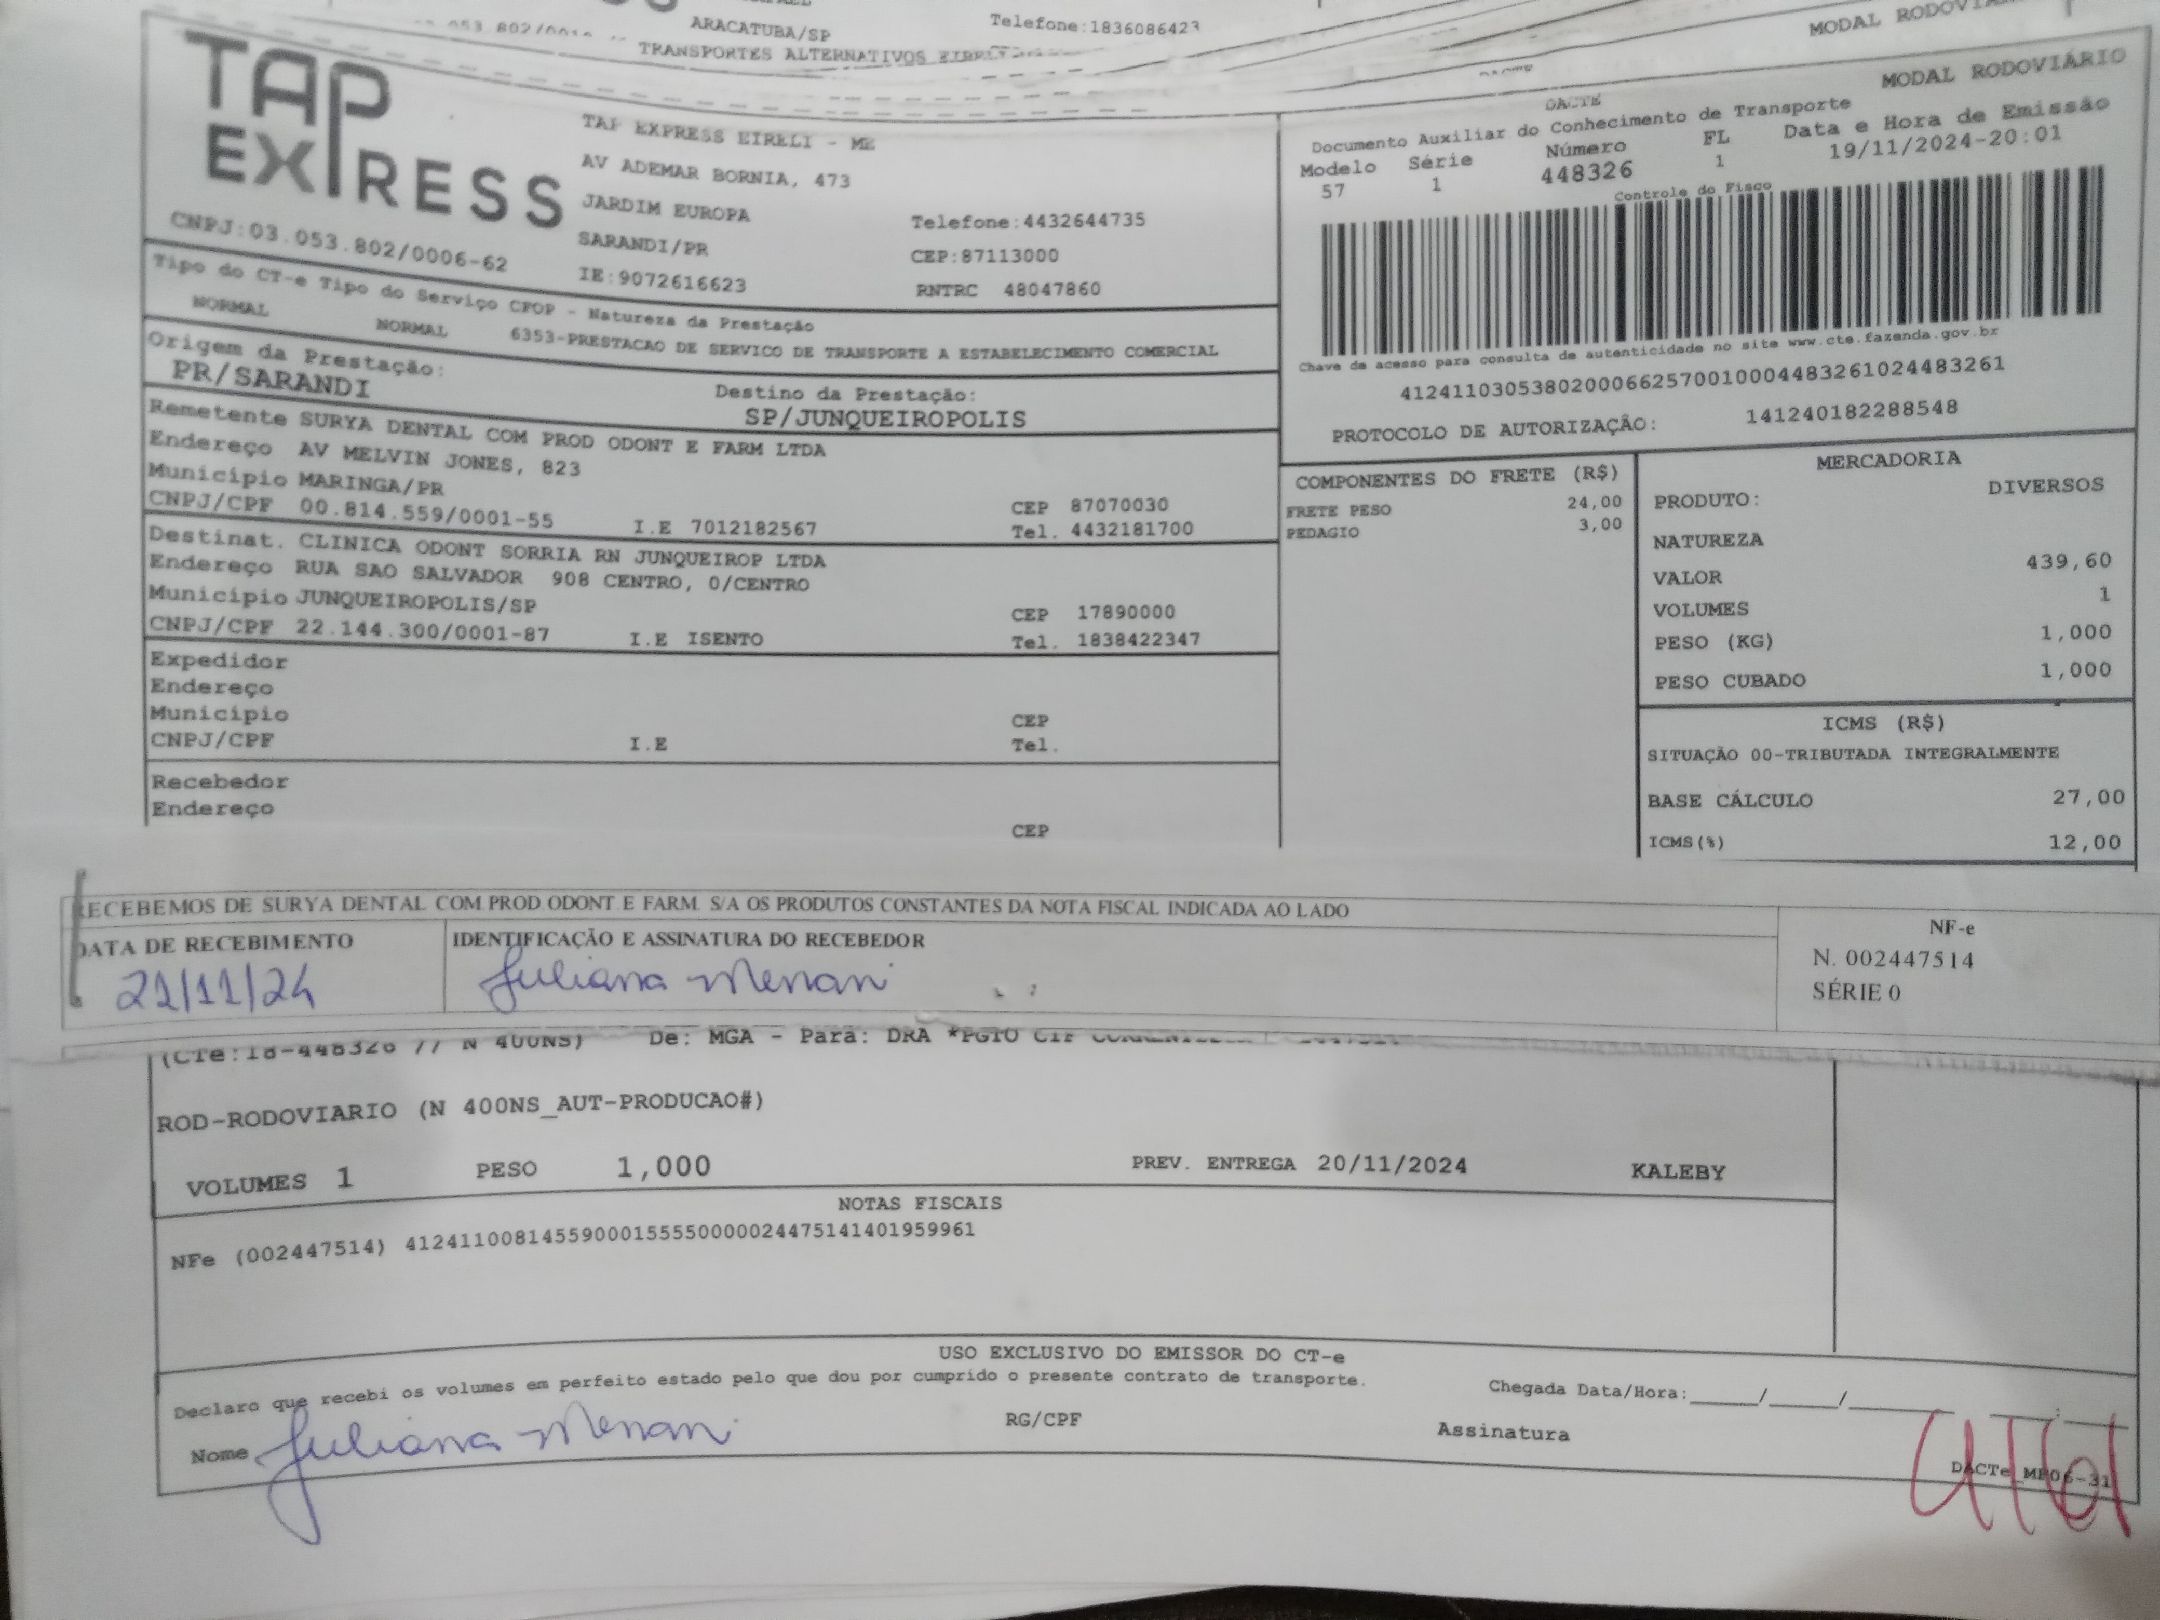 ARACATUBA/SP
Telefone:1836086423
TRANSPORTES ALTERNATIVOS
MODAL RODOVIÁ
TAP EXPRESS
CNPJ:03.053.802/0006-62
TAP EXPRESS EIRELI - ME
AV ADEMAR BORNIA, 473
JARDIM EUROPA
SARANDI/PR
IE:9072616623
Telefone:4432644735
CEP:87113000
RNTRC 48047860
MODAL RODOVIÁRIO
DACTE
Documento Auxiliar do Conhecimento de Transporte
Modelo Série Número FL Data e Hora de Emissão
57 1 448326 1 19/11/2024-20:01
Controle do Fisco
Chave de acesso para consulta de autenticidade no site www.cte.fazenda.gov.br
41241103053802000662570010004483261024483261
PROTOCOLO DE AUTORIZAÇÃO: 141240182288548
Tipo do CT-e Tipo do Serviço CFOP - Natureza da Prestação
NORMAL NORMAL 6353-PRESTACAO DE SERVICO DE TRANSPORTE A ESTABELECIMENTO COMERCIAL
Origem da Prestação: Destino da Prestação:
PR/SARANDI SP/JUNQUEIROPOLIS
Remetente SURYA DENTAL COM PROD ODONT E FARM LTDA
Endereço AV MELVIN JONES, 823
Município MARINGA/PR CEP 87070030
CNPJ/CPF 00.814.559/0001-55 I.E 7012182567 Tel. 4432181700
Destinat. CLINICA ODONT SORRIA RN JUNQUEIROP LTDA
Endereço RUA SAO SALVADOR 908 CENTRO, 0/CENTRO
Município JUNQUEIROPOLIS/SP CEP 17890000
CNPJ/CPF 22.144.300/0001-87 I.E ISENTO Tel. 1838422347
Expedidor
Endereço
Município CEP
CNPJ/CPF I.E Tel.
Recebedor
Endereço
CEP
COMPONENTES DO FRETE (R$)
FRETE PESO 24,00
PEDAGIO 3,00
MERCADORIA
PRODUTO: DIVERSOS
NATUREZA
VALOR 439,60
VOLUMES 1
PESO (KG) 1,000
PESO CUBADO 1,000
ICMS (R$)
SITUAÇÃO 00-TRIBUTADA INTEGRALMENTE
BASE CÁLCULO 27,00
ICMS(%) 12,00
RECEBEMOS DE SURYA DENTAL COM PROD ODONT E FARM S/A OS PRODUTOS CONSTANTES DA NOTA FISCAL INDICADA AO LADO
DATA DE RECEBIMENTO IDENTIFICAÇÃO E ASSINATURA DO RECEBEDOR
21/11/24 Juliana Menani
NF-e
N. 002447514
SÉRIE 0
(CTe:18-448326 // N 400NS) De: MGA - Para: DRA *PGTO CIF
ROD-RODOVIARIO (N 400NS_AUT-PRODUCAO#)
VOLUMES 1 PESO 1,000 PREV. ENTREGA 20/11/2024 KALEBY
NOTAS FISCAIS
NFe (002447514) 41241100814559000155550000024475141401959961
USO EXCLUSIVO DO EMISSOR DO CT-e
Declaro que recebi os volumes em perfeito estado pelo que dou por cumprido o presente contrato de transporte.
Chegada Data/Hora:_____/_____/_______ ____:____
Nome Juliana Menani RG/CPF Assinatura
DACTe_MP06-31